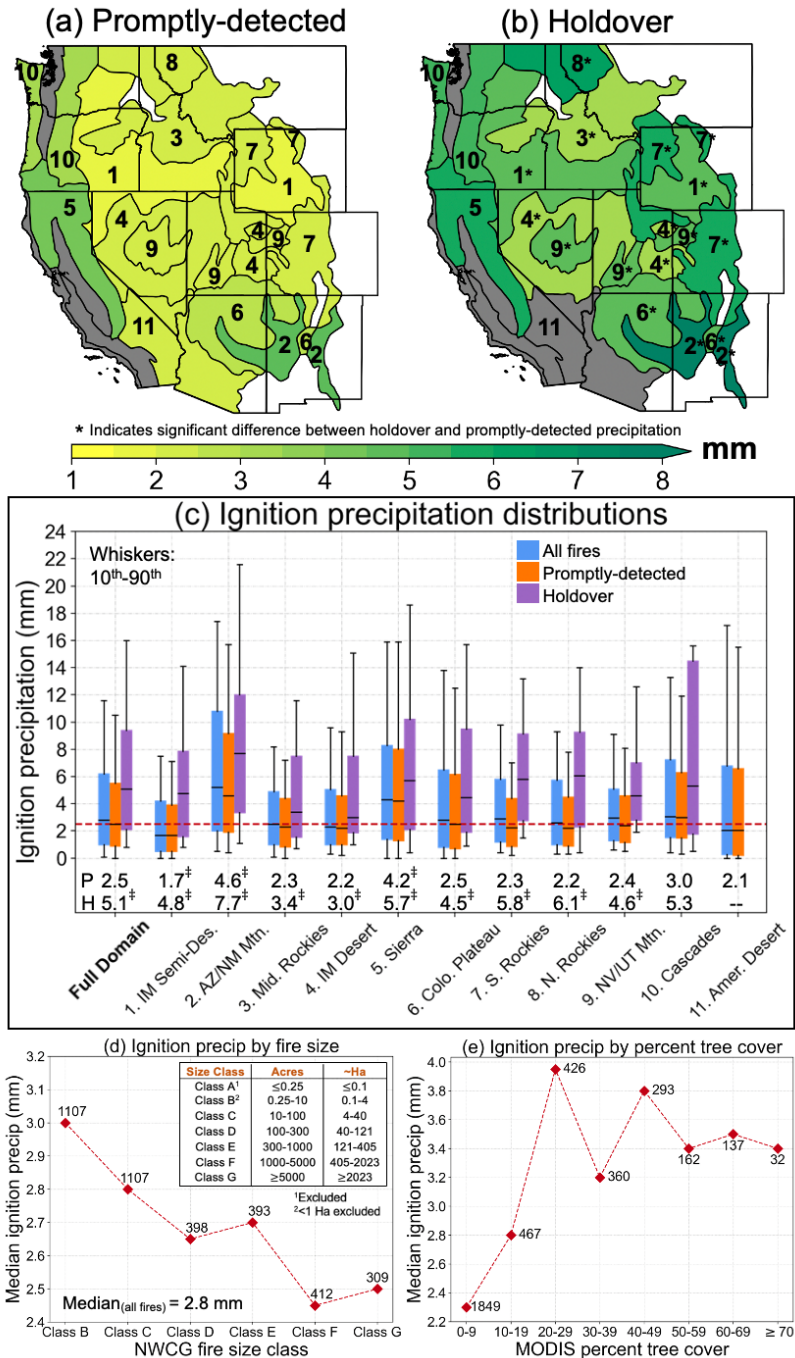 (a) Promptly-detected
(b) Holdover
10
3
8
10
3
7
7
1
1
5
4
9
4
9
7
9
4
6
11
2
6
2
10
3
8*
10
3*
7*
7*
1*
1*
5
4*
9*
4*
9*
7*
9*
4*
6*
11
2*
6*
2*
* Indicates significant difference between holdover and promptly-detected precipitation
mm
1 2 3 4 5 6 7 8
(c) Ignition precipitation distributions
Whiskers:
10th-90th
All fires
Promptly-detected
Holdover
Ignition precipitation (mm)
24
22
20
18
16
14
12
10
8
6
4
2
0
P 2.5 1.7‡ 4.6‡ 2.3 2.2 4.2‡ 2.5 2.3 2.2 2.4 3.0 2.1
H 5.1‡ 4.8‡ 7.7‡ 3.4‡ 3.0‡ 5.7‡ 4.5‡ 5.8‡ 6.1‡ 4.6‡ 5.3 --
Full Domain
1. IM Semi-Des.
2. AZ/NM Mtn.
3. Mid. Rockies
4. IM Desert
5. Sierra
6. Colo. Plateau
7. S. Rockies
8. N. Rockies
9. NV/UT Mtn.
10. Cascades
11. Amer. Desert
(d) Ignition precip by fire size
Median ignition precip (mm)
3.2
3.1
3.0
2.9
2.8
2.7
2.6
2.5
2.4
1107
1107
398
393
412
309
Size Class Acres ~Ha
Class A1 ≤0.25 ≤0.1
Class B2 0.25-10 0.1-4
Class C 10-100 4-40
Class D 100-300 40-121
Class E 300-1000 121-405
Class F 1000-5000 405-2023
Class G ≥5000 ≥2023
1Excluded
2<1 Ha excluded
Median(all fires) = 2.8 mm
Class B Class C Class D Class E Class F Class G
NWCG fire size class
(e) Ignition precip by percent tree cover
Median ignition precip (mm)
4.0
3.8
3.6
3.4
3.2
3.0
2.8
2.6
2.4
2.2
1849
467
426
360
293
162
137
32
0-9 10-19 20-29 30-39 40-49 50-59 60-69 ≥ 70
MODIS percent tree cover